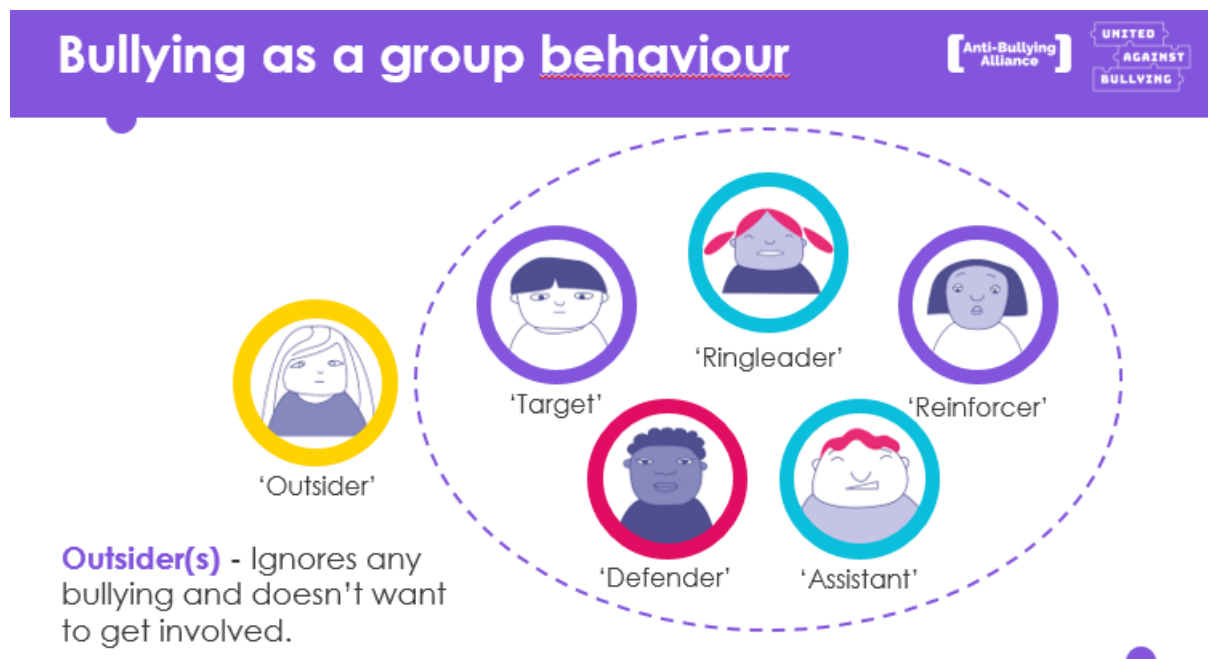 Bullying as a group behaviour
[Anti-Bullying
Alliance]
UNITED
AGAINST
BULLYING
‘Ringleader’
‘Target’
‘Reinforcer’
‘Outsider’
‘Defender’
‘Assistant’
Outsider(s) - Ignores any
bullying and doesn’t want
to get involved.